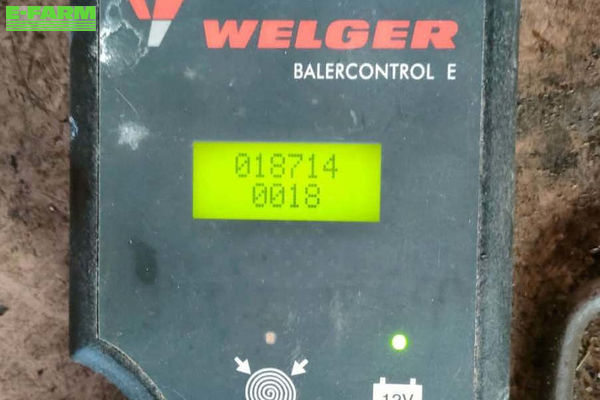 E-FARM
WELGER
BALERCONTROL E
018714
0018
12V